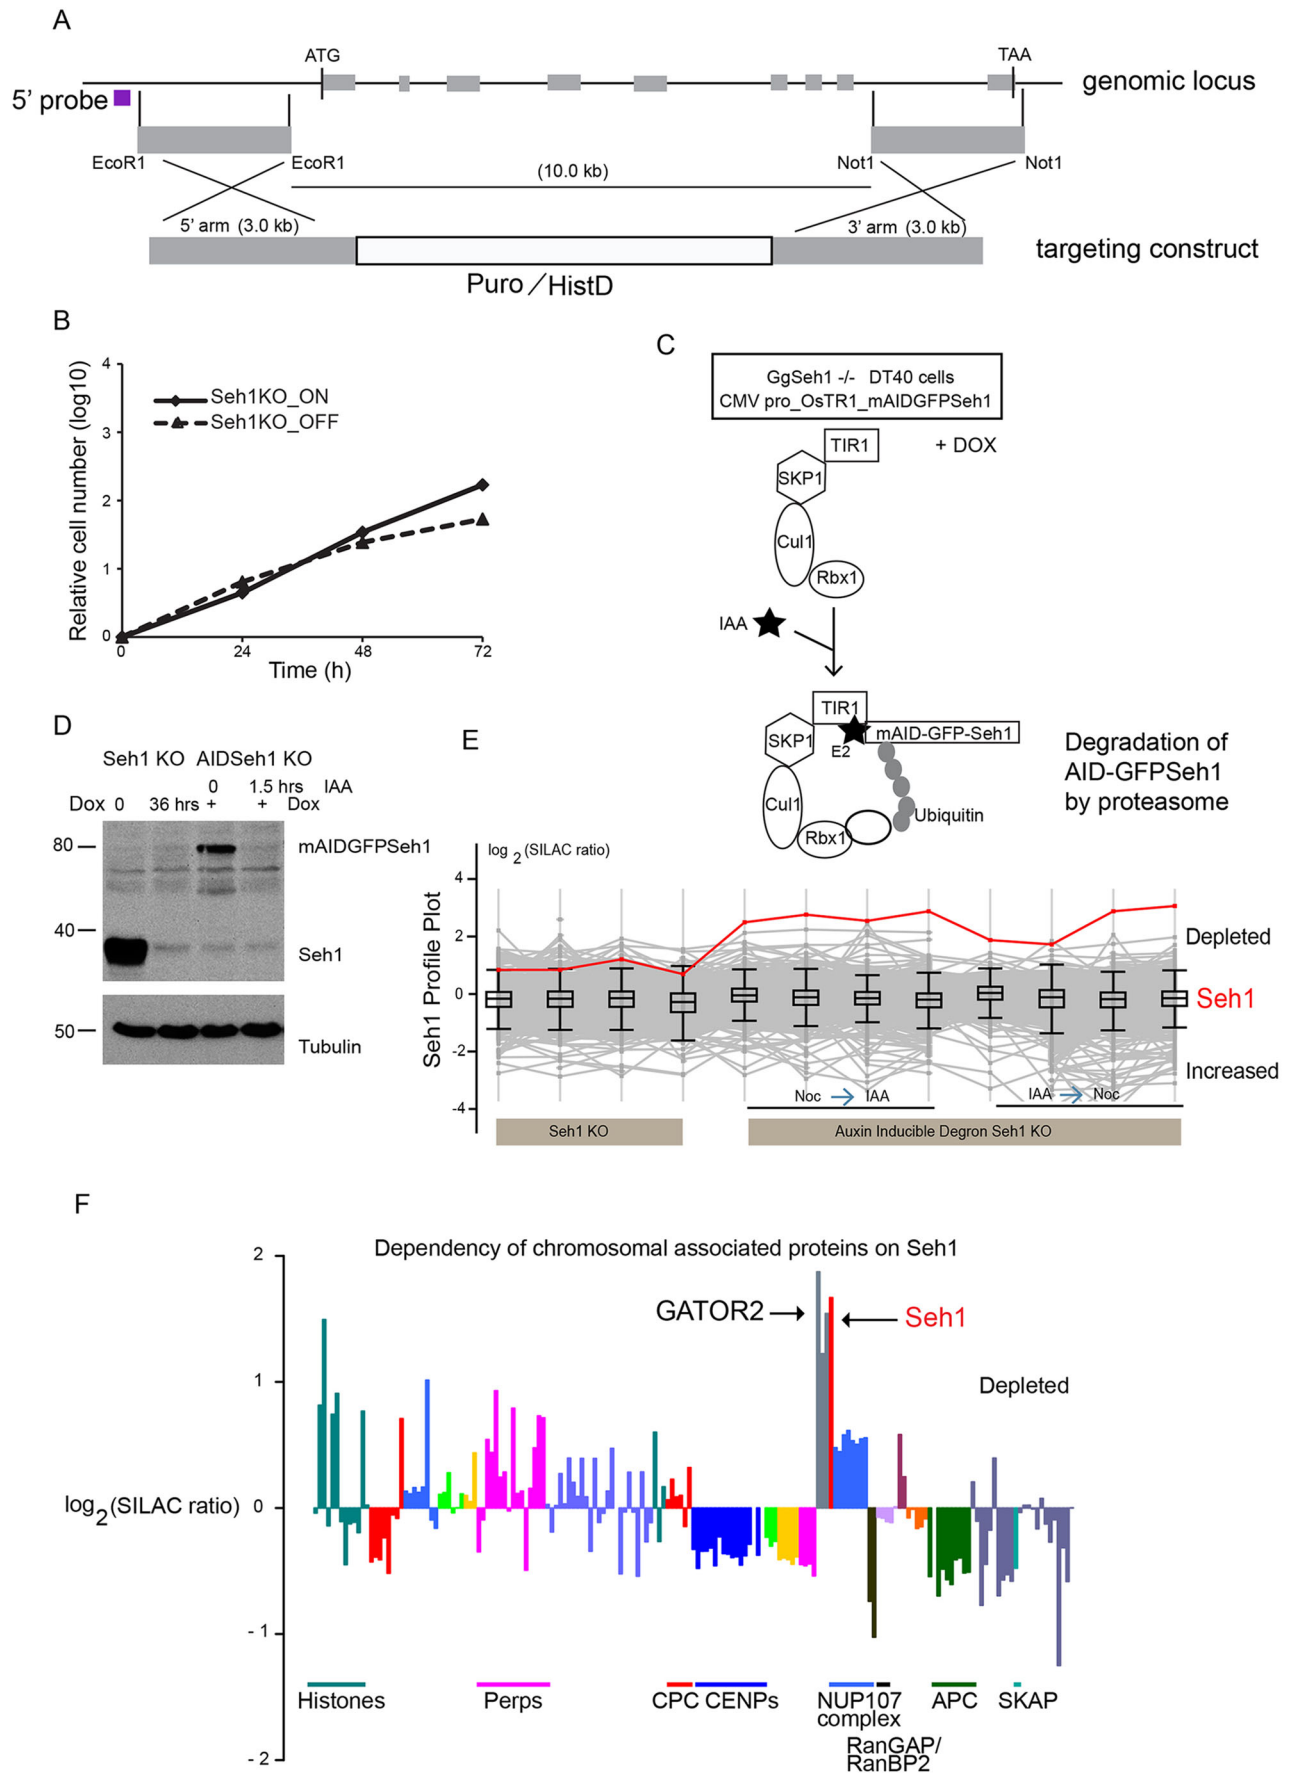 A
ATG
TAA
genomic locus
5' probe
EcoR1
EcoR1
Not1
Not1
(10.0 kb)
5' arm (3.0 kb)
3' arm (3.0 kb)
targeting construct
Puro/HistD
B
Relative cell number (log10)
4
3
2
1
0
Seh1KO_ON
Seh1KO_OFF
0
24
48
72
Time (h)
C
GgSeh1 -/- DT40 cells
CMV pro_OsTR1_mAIDGFPSeh1
TIR1
+ DOX
SKP1
Cul1
Rbx1
IAA
TIR1
SKP1
E2
mAID-GFP-Seh1
Cul1
Rbx1
Ubiquitin
Degradation of
AID-GFPSeh1
by proteasome
D
Seh1 KO AIDSeh1 KO
0 1.5 hrs IAA
Dox 0 36 hrs + + Dox
80
mAIDGFPSeh1
40
Seh1
50
Tubulin
E
log 2 (SILAC ratio)
Seh1 Profile Plot
4
2
0
-2
-4
Depleted
Seh1
Increased
Noc → IAA
IAA → Noc
Seh1 KO
Auxin Inducible Degron Seh1 KO
F
Dependency of chromosomal associated proteins on Seh1
2
GATOR2
Seh1
1
Depleted
log2(SILAC ratio)
0
- 1
- 2
Histones
Perps
CPC
CENPs
NUP107
complex
RanGAP/
RanBP2
APC
SKAP